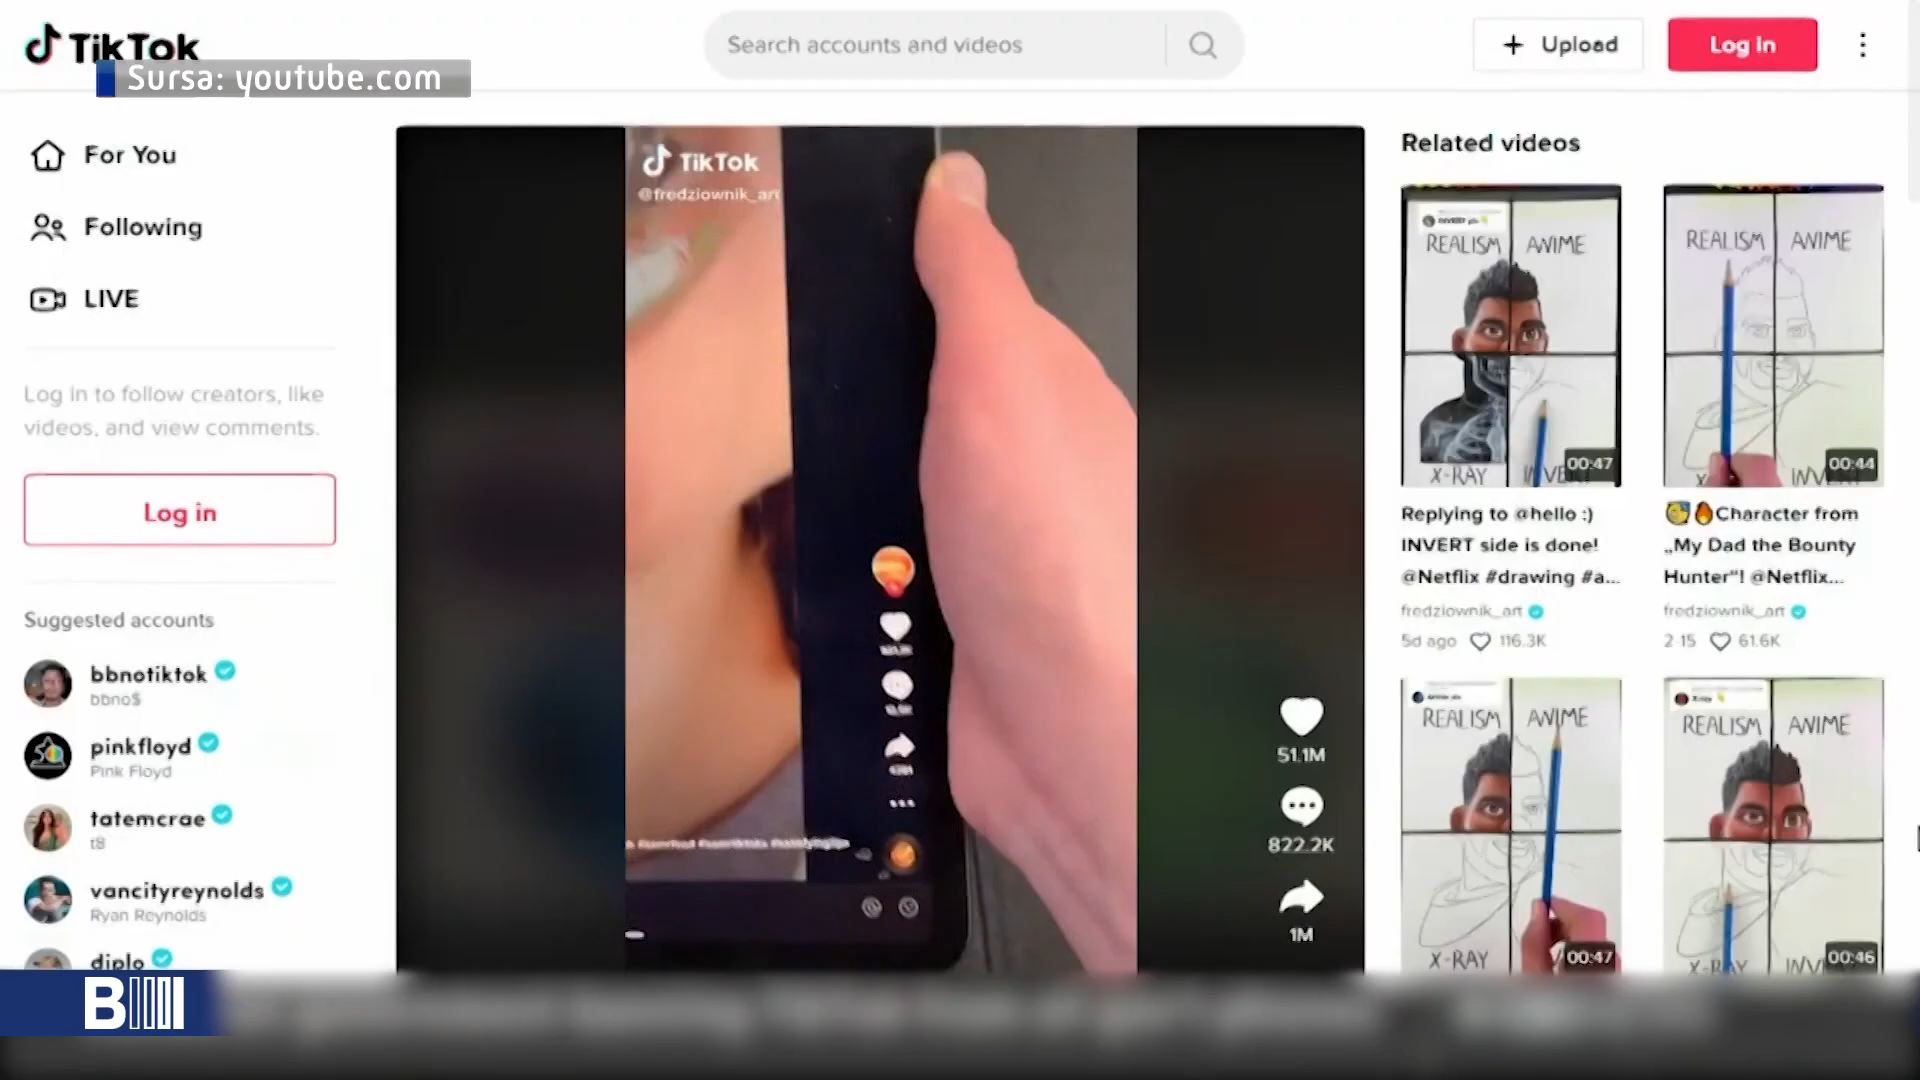 TikTok
Sursa: youtube.com
Search accounts and videos
Upload
Log in
For You
Following
LIVE
Log in to follow creators, like
videos, and view comments.
Log in
Suggested accounts
bbnotiktok
bbno$
pinkfloyd
Pink Floyd
tatemcrae
t8
vancityreynolds
Ryan Reynolds
diplo
TikTok
@fredziownik_art
51.1M
822.2K
1M
Related videos
REALISM ANIME
X-RAY INVERT
00:47
Replying to @hello :)
INVERT side is done!
@Netflix #drawing #a...
fredziownik_art
5d ago 116.3K
REALISM ANIME
00:44
Character from
„My Dad the Bounty
Hunter“! @Netflix...
fredziownik_art
2-15 61.6K
REALISM ANIME
X-RAY
00:47
REALISM ANIME
X-RAY
00:46
B